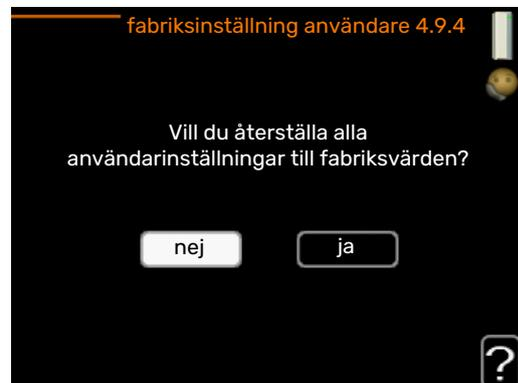 fabriksinställning användare 4.9.4
Vill du återställa alla
användarinställningar till fabriksvärden?
nej
ja
?